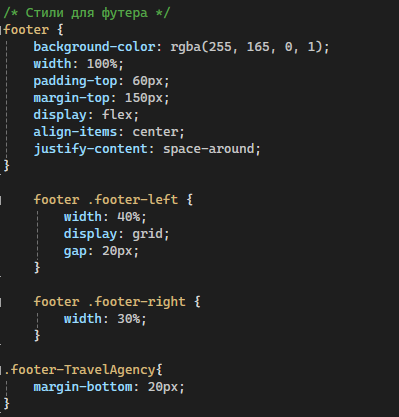 /* Стили для футера */
footer {
    background-color: rgba(255, 165, 0, 1);
    width: 100%;
    padding-top: 60px;
    margin-top: 150px;
    display: flex;
    align-items: center;
    justify-content: space-around;
}
    footer .footer-left {
        width: 40%;
        display: grid;
        gap: 20px;
    }
    footer .footer-right {
        width: 30%;
    }
.footer-TravelAgency{
    margin-bottom: 20px;
}